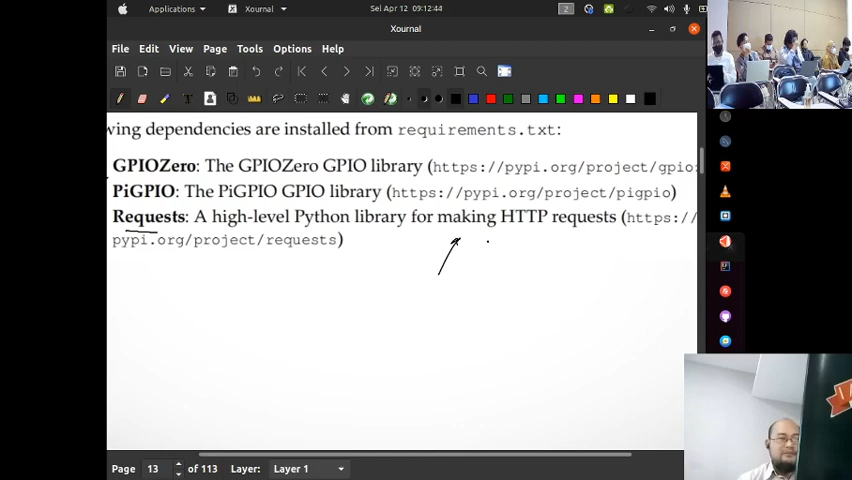 Applications
Xournal
Sel Apr 12 09:12:44
2
Xournal
File Edit View Page Tools Options Help
wing dependencies are installed from requirements.txt:
GPIOZero: The GPIOZero GPIO library (https://pypi.org/project/gpio
PiGPIO: The PiGPIO GPIO library (https://pypi.org/project/pigpio)
Requests: A high-level Python library for making HTTP requests (https://
pypi.org/project/requests)
Page 13 of 113 Layer: Layer 1